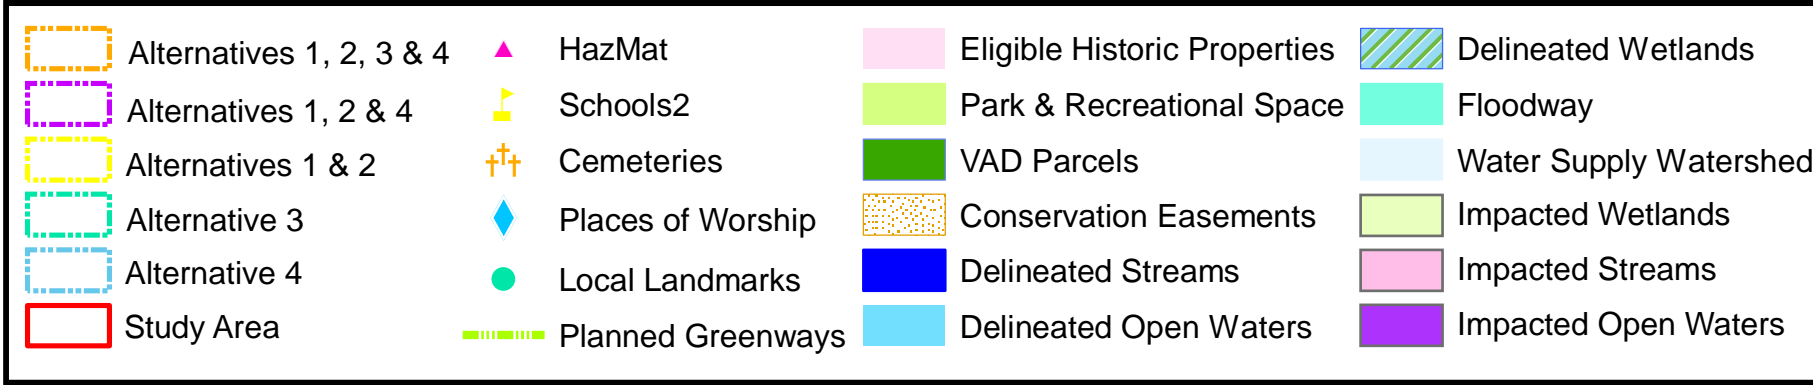 Alternatives 1, 2, 3 & 4
Alternatives 1, 2 & 4
Alternatives 1 & 2
Alternative 3
Alternative 4
Study Area
HazMat
Schools2
Cemeteries
Places of Worship
Local Landmarks
Planned Greenways
Eligible Historic Properties
Park & Recreational Space
VAD Parcels
Conservation Easements
Delineated Streams
Delineated Open Waters
Delineated Wetlands
Floodway
Water Supply Watershed
Impacted Wetlands
Impacted Streams
Impacted Open Waters